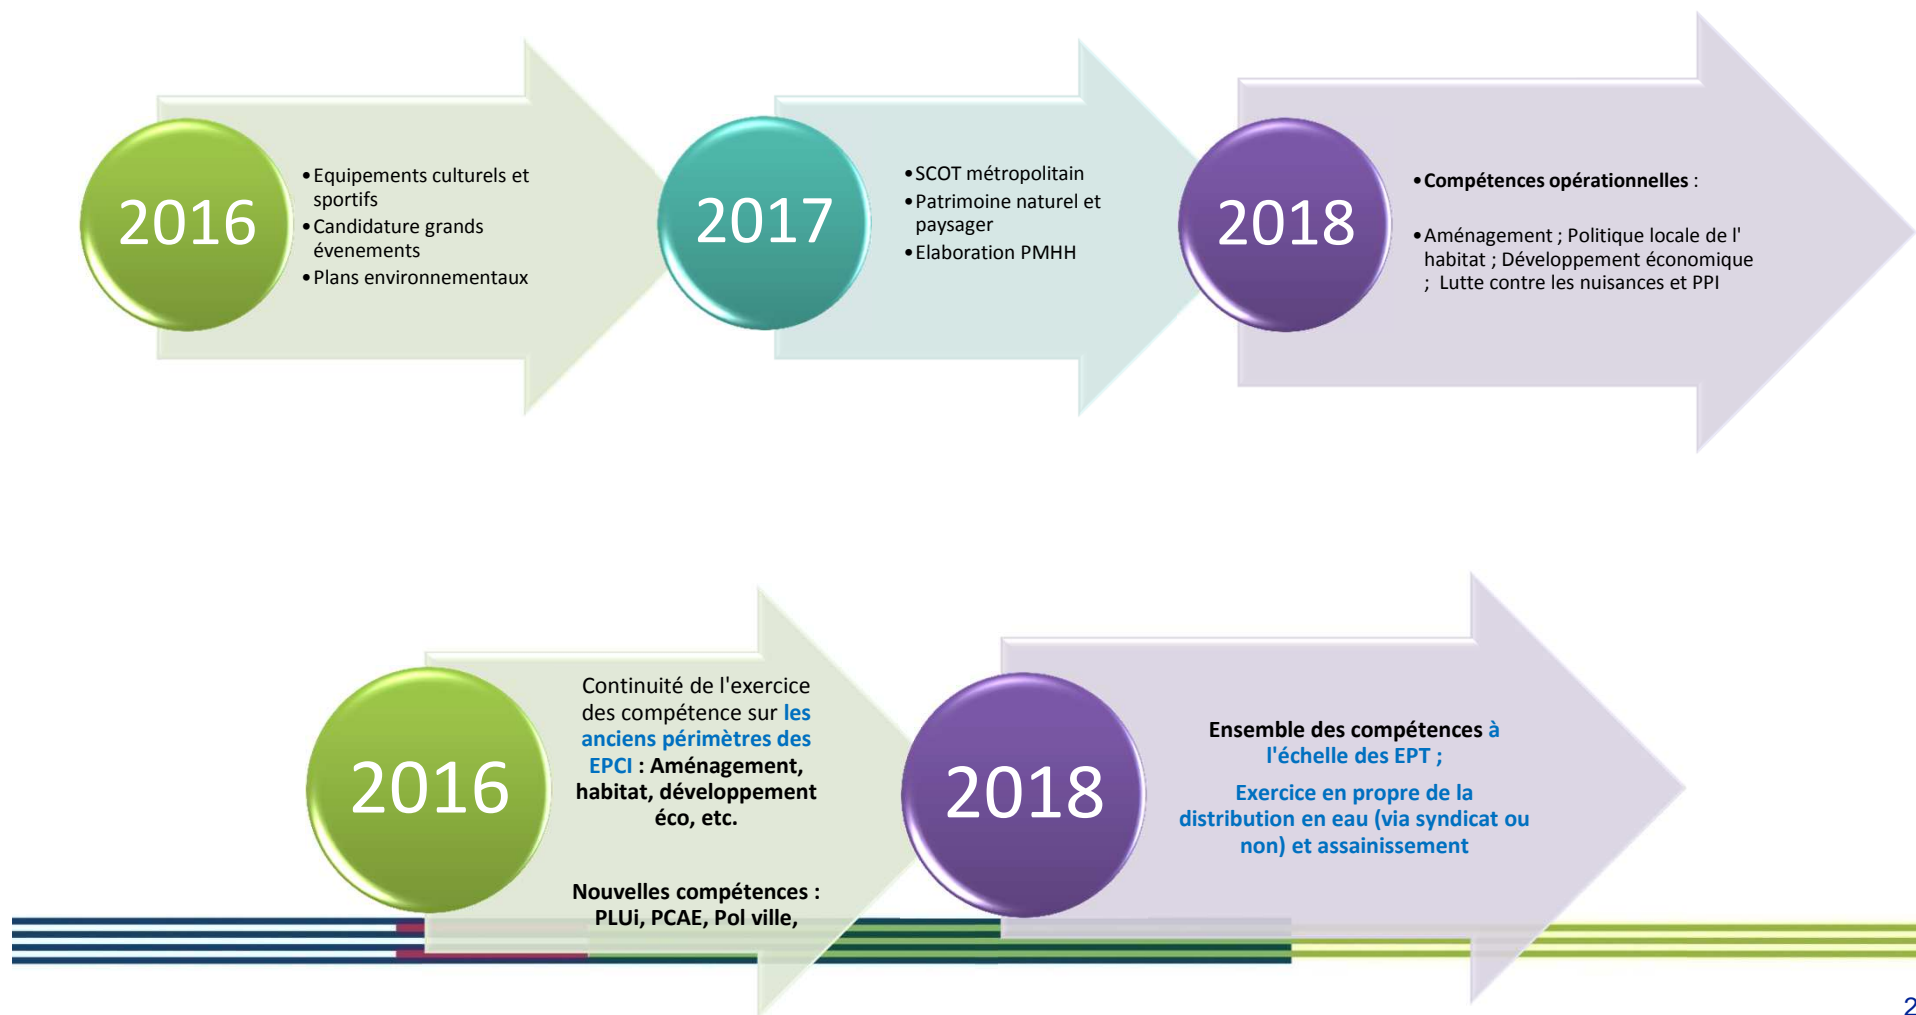 2016
• Equipements culturels et
sportifs
• Candidature grands
évenements
• Plans environnementaux
2017
• SCOT métropolitain
• Patrimoine naturel et
paysager
• Elaboration PMHH
2018
• Compétences opérationnelles :
• Aménagement ; Politique locale de l'
habitat ; Développement économique
; Lutte contre les nuisances et PPI
2016
Continuité de l'exercice
des compétence sur les
anciens périmètres des
EPCI : Aménagement,
habitat, développement
éco, etc.
Nouvelles compétences :
PLUi, PCAE, Pol ville,
2018
Ensemble des compétences à
l'échelle des EPT ;
Exercice en propre de la
distribution en eau (via syndicat ou
non) et assainissement
2